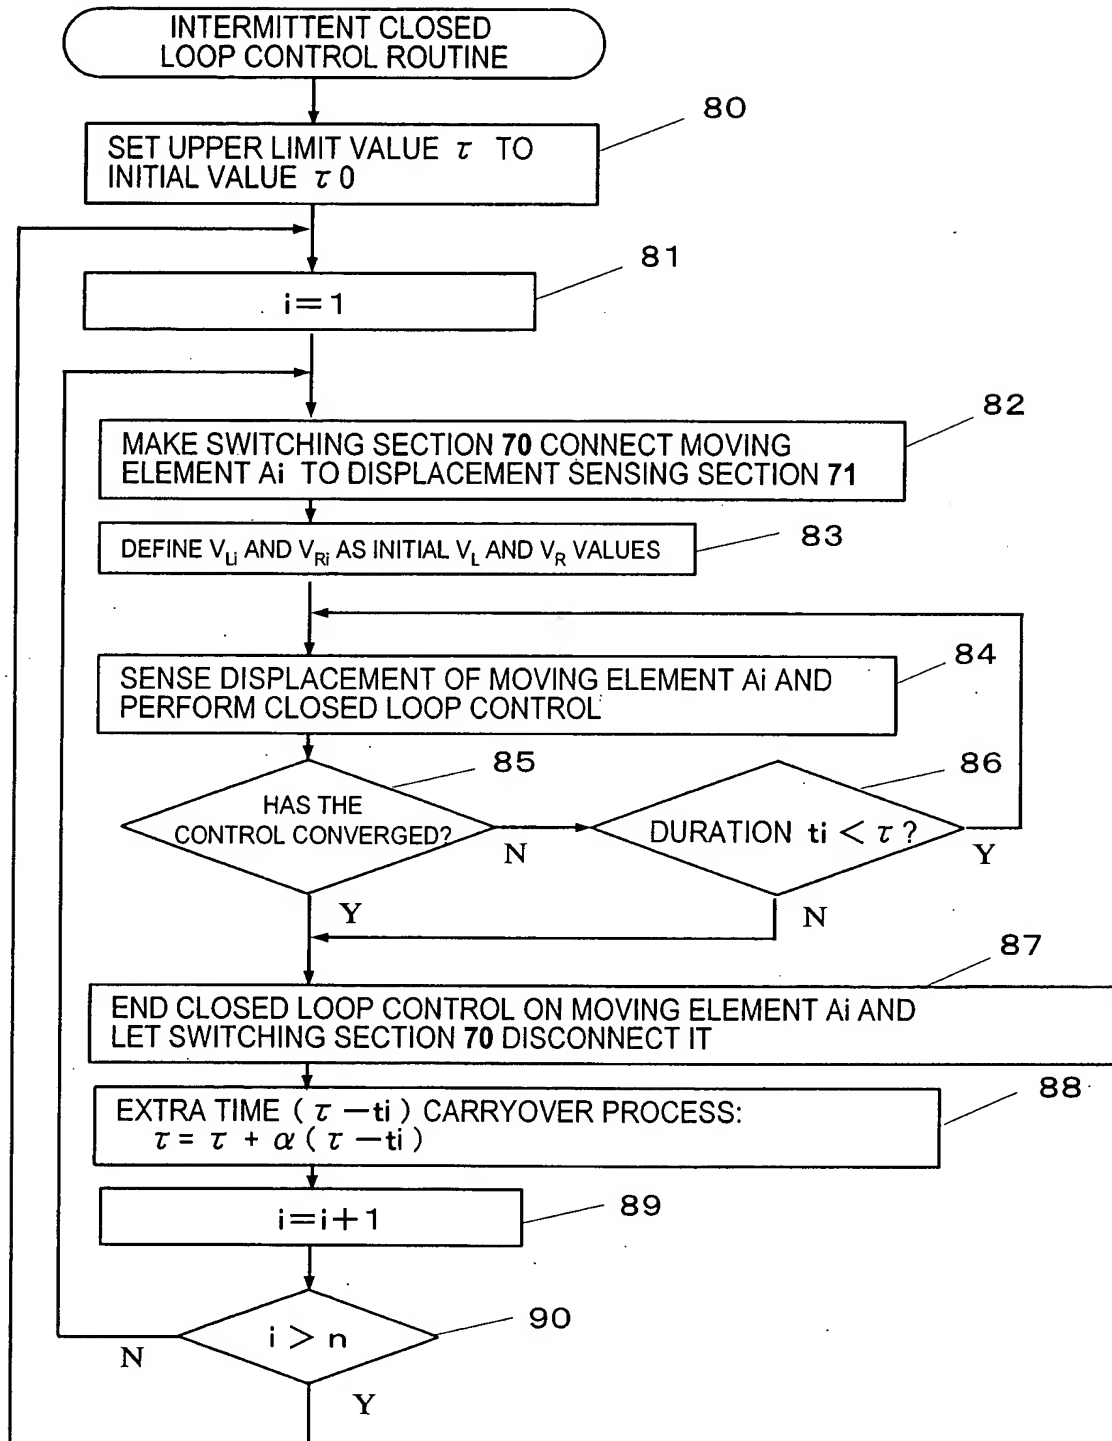 INTERMITTENT CLOSED
LOOP CONTROL ROUTINE
80
SET UPPER LIMIT VALUE τ TO
INITIAL VALUE τ0
81
i=1
82
MAKE SWITCHING SECTION 70 CONNECT MOVING
ELEMENT Ai TO DISPLACEMENT SENSING SECTION 71
83
DEFINE V_Li AND V_Ri AS INITIAL V_L AND V_R VALUES
84
SENSE DISPLACEMENT OF MOVING ELEMENT Ai AND
PERFORM CLOSED LOOP CONTROL
85
86
HAS THE
CONTROL CONVERGED?
N
DURATION ti < τ?
Y
Y
N
87
END CLOSED LOOP CONTROL ON MOVING ELEMENT Ai AND
LET SWITCHING SECTION 70 DISCONNECT IT
88
EXTRA TIME (τ−ti) CARRYOVER PROCESS:
τ = τ + α(τ−ti)
89
i=i+1
90
i > n
N
Y